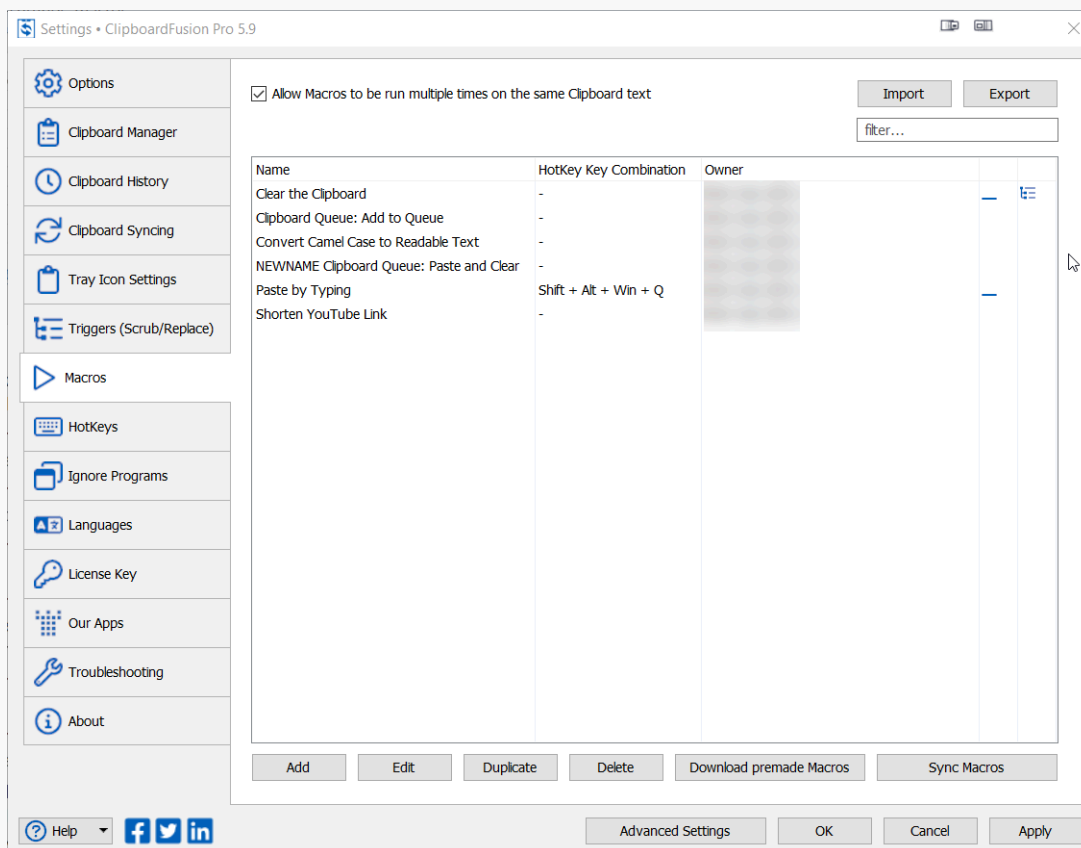 Settings • ClipboardFusion Pro 5.9
Options
Clipboard Manager
Clipboard History
Clipboard Syncing
Tray Icon Settings
Triggers (Scrub/Replace)
Macros
HotKeys
Ignore Programs
Languages
License Key
Our Apps
Troubleshooting
About
Allow Macros to be run multiple times on the same Clipboard text
Import Export
filter...
Name HotKey Key Combination Owner
Clear the Clipboard -
Clipboard Queue: Add to Queue -
Convert Camel Case to Readable Text -
NEWNAME Clipboard Queue: Paste and Clear -
Paste by Typing Shift + Alt + Win + Q
Shorten YouTube Link -
Add Edit Duplicate Delete Download premade Macros Sync Macros
Help Advanced Settings OK Cancel Apply